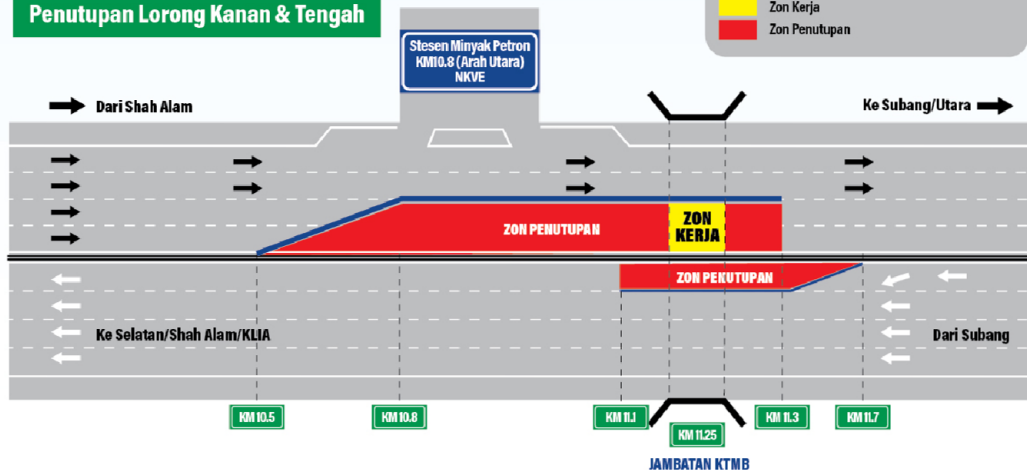 Penutupan Lorong Kanan & Tengah
Zon Kerja
Zon Penutupan
Stesen Minyak Petron
KM10.8 (Arah Utara)
NKVE
Dari Shah Alam
Ke Subang/Utara
ZON PENUTUPAN
ZON
KERJA
ZON PEKUTUPAN
Ke Selatan/Shah Alam/KLIA
Dari Subang
KM 10.5
KM 10.8
KM 11.1
KM 11.25
KM 11.3
KM 11.7
JAMBATAN KTMB